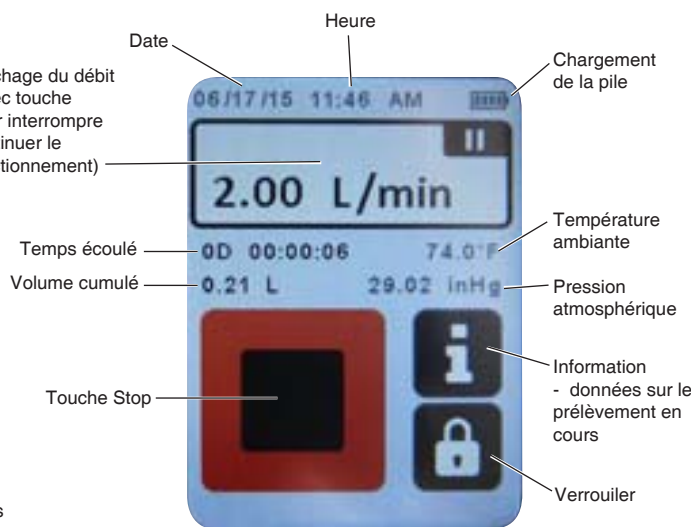 Heure
Date
Chargement
de la pile
chage du débit
ec touche
r interrompre
tinuer le
tionnement)
06/17/15 11:46 AM
2.00 L/min
Température
ambiante
Temps écoulé
0D 00:00:06 74.0°F
Volume cumulé
0.21 L 29.02 inHg
Pression
atmosphérique
Information
- données sur le
prélèvement en
cours
Touche Stop
Verrouiler
s